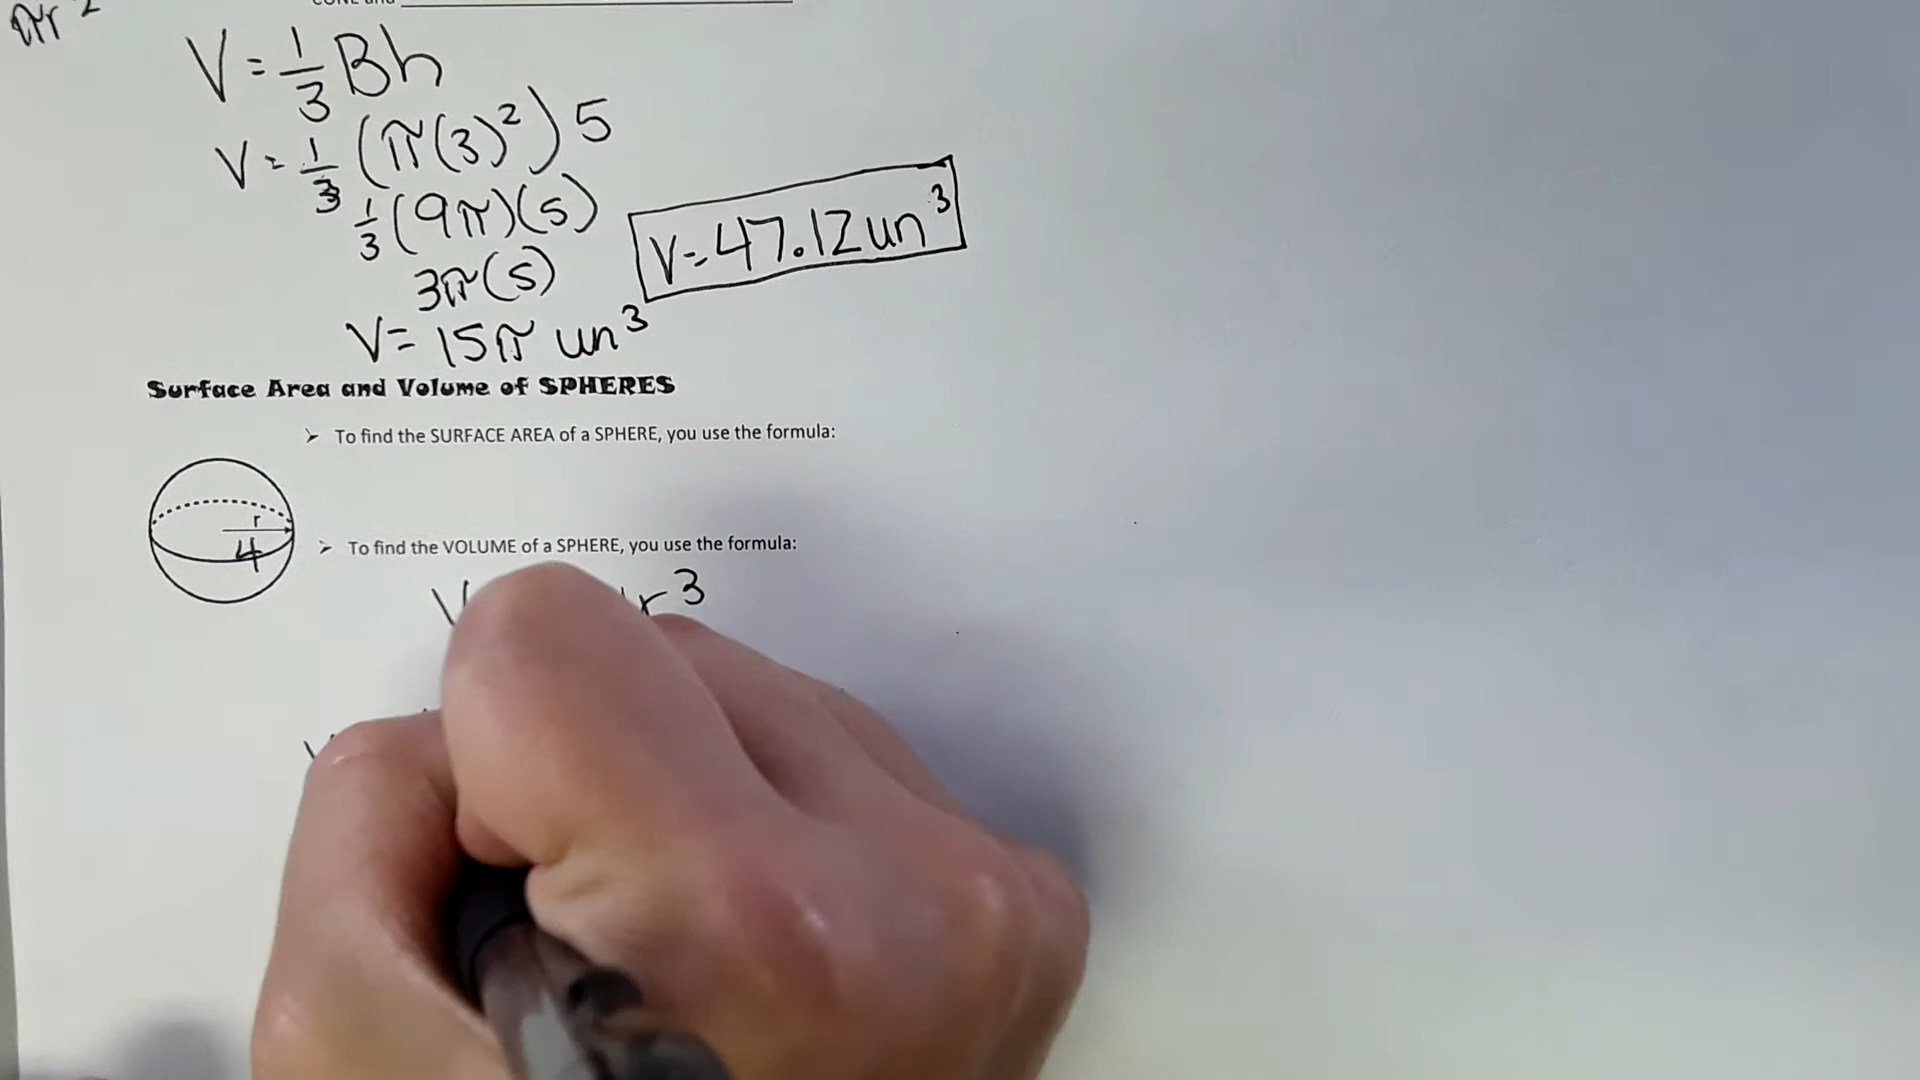 πr²
CONE and
V = 1/3 Bh
V = 1/3 (π(3)²) 5
1/3 (9π)(5)
3π(5)
V = 15π un³
V = 47.12 un³
Surface Area and Volume of SPHERES
➢ To find the SURFACE AREA of a SPHERE, you use the formula:
r
4
➢ To find the VOLUME of a SPHERE, you use the formula:
V r³